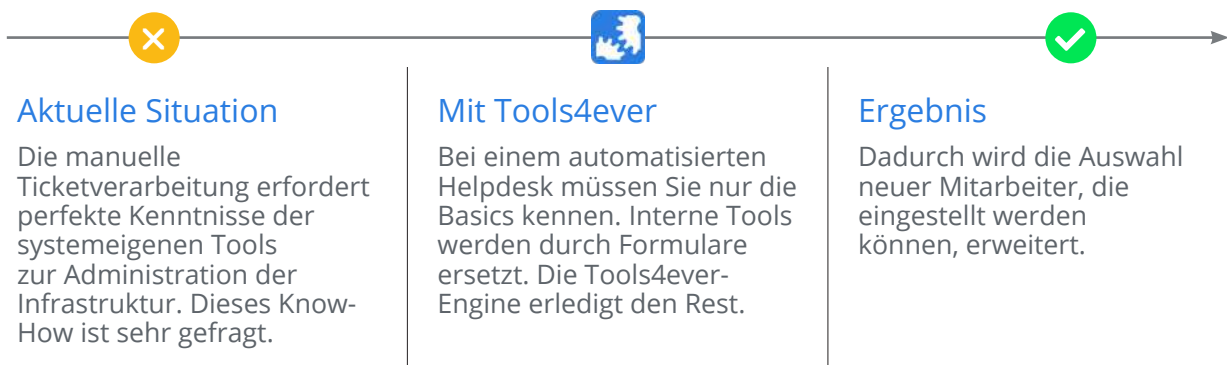 Aktuelle Situation
Die manuelle
Ticketverarbeitung erfordert
perfekte Kenntnisse der
systemeigenen Tools
zur Administration der
Infrastruktur. Dieses Know-
How ist sehr gefragt.
Mit Tools4ever
Bei einem automatisierten
Helpdesk müssen Sie nur die
Basics kennen. Interne Tools
werden durch Formulare
ersetzt. Die Tools4ever-
Engine erledigt den Rest.
Ergebnis
Dadurch wird die Auswahl
neuer Mitarbeiter, die
eingestellt werden
können, erweitert.